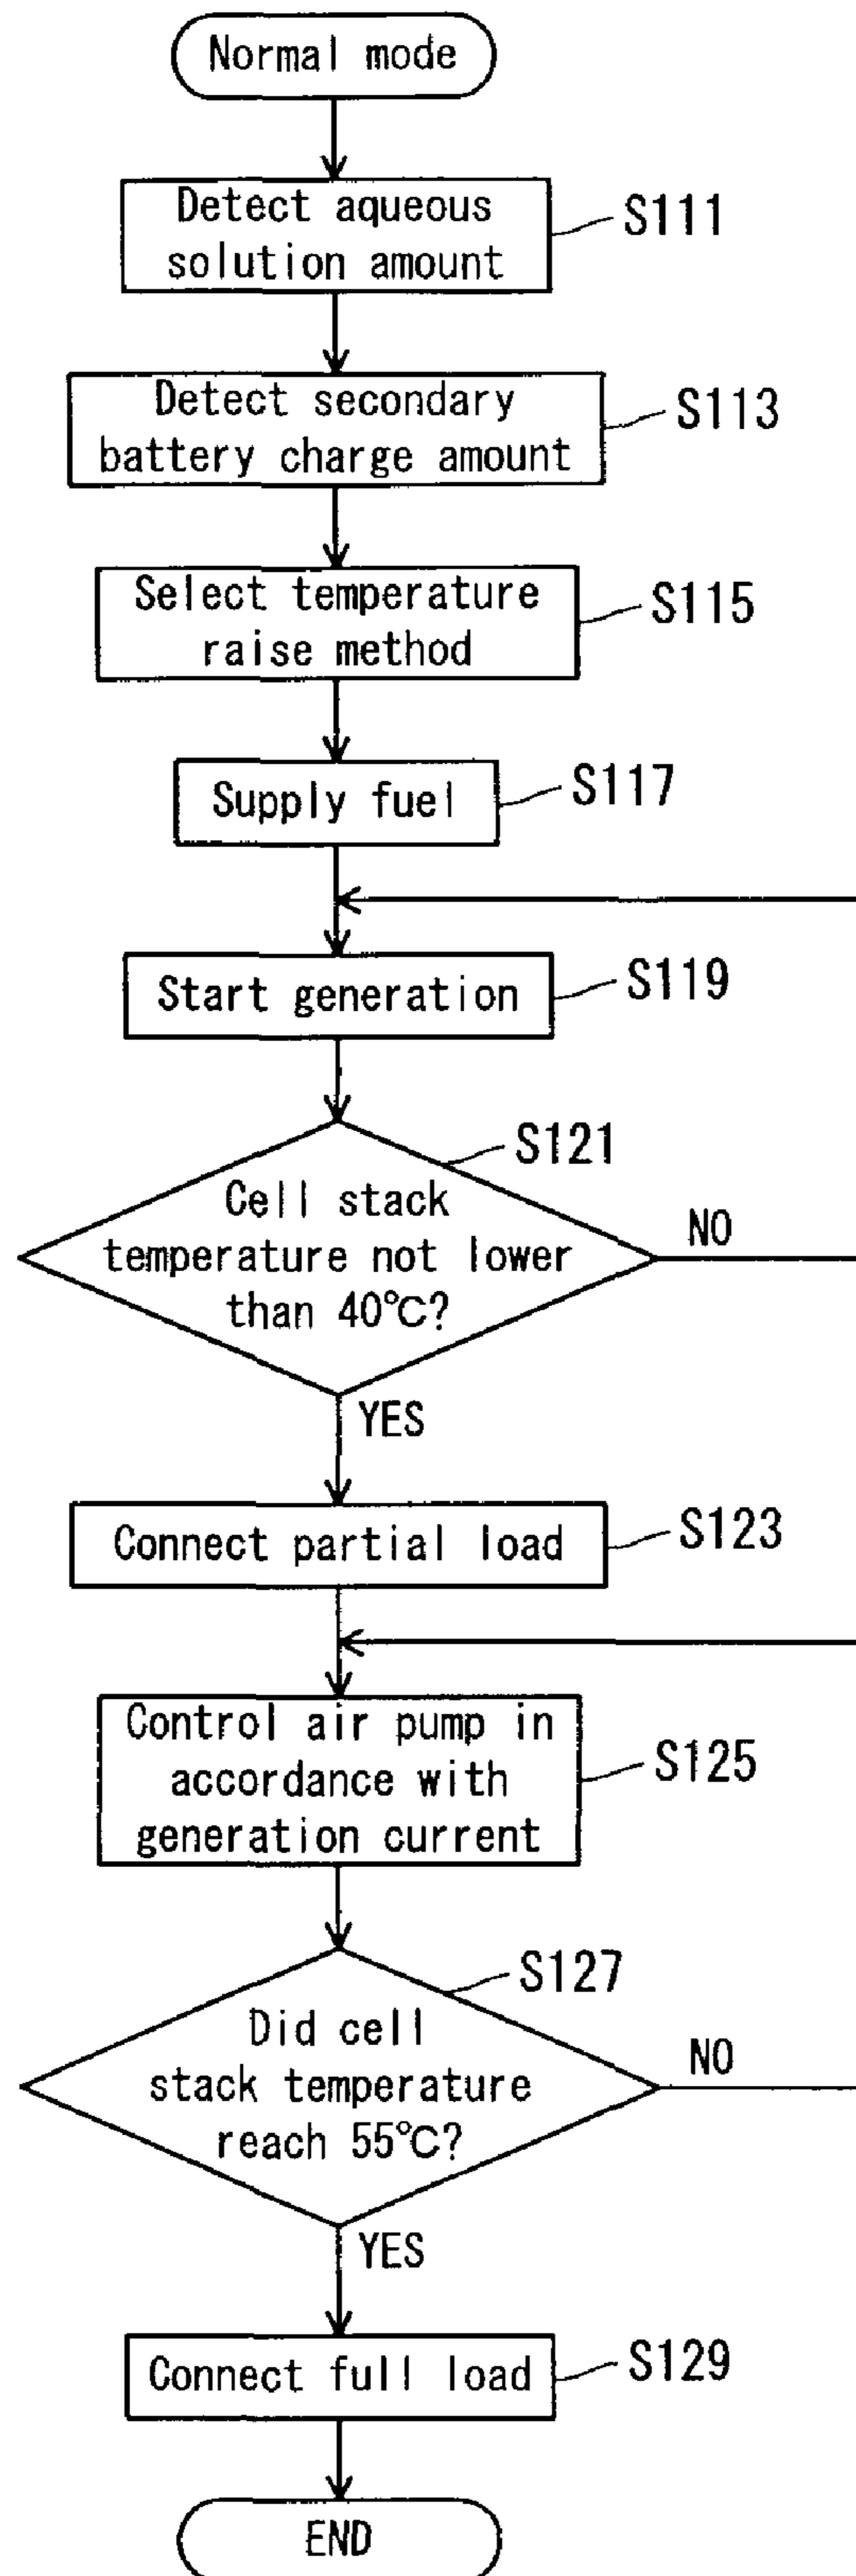 Normal mode
Detect aqueous
solution amount
S111
Detect secondary
battery charge amount
S113
Select temperature
raise method
S115
Supply fuel
S117
Start generation
S119
S121
Cell stack
temperature not lower
than 40℃?
NO
YES
Connect partial load
S123
Control air pump in
accordance with
generation current
S125
S127
Did cell
stack temperature
reach 55℃?
NO
YES
Connect full load
S129
END